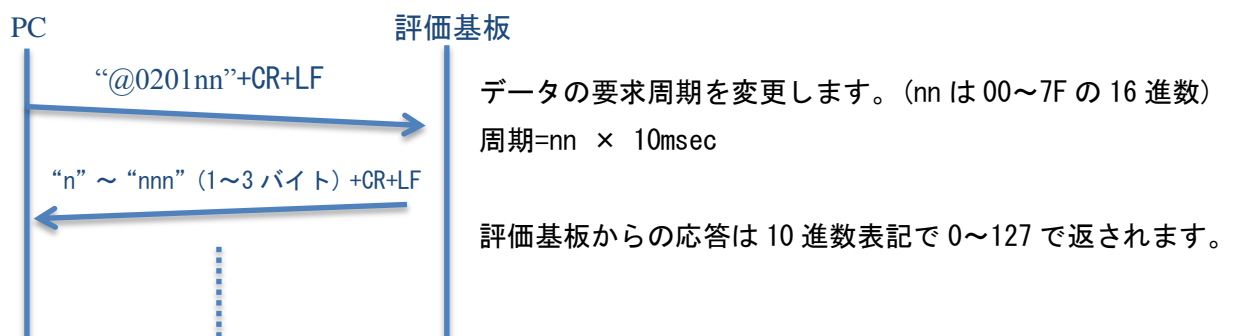 PC
評価基板
“@0201nn”+CR+LF
データの要求周期を変更します。(nn は 00～7F の 16 進数)
周期=nn × 10msec
“n” ～ “nnn” (1～3 バイト) +CR+LF
評価基板からの応答は 10 進数表記で 0～127 で返されます。